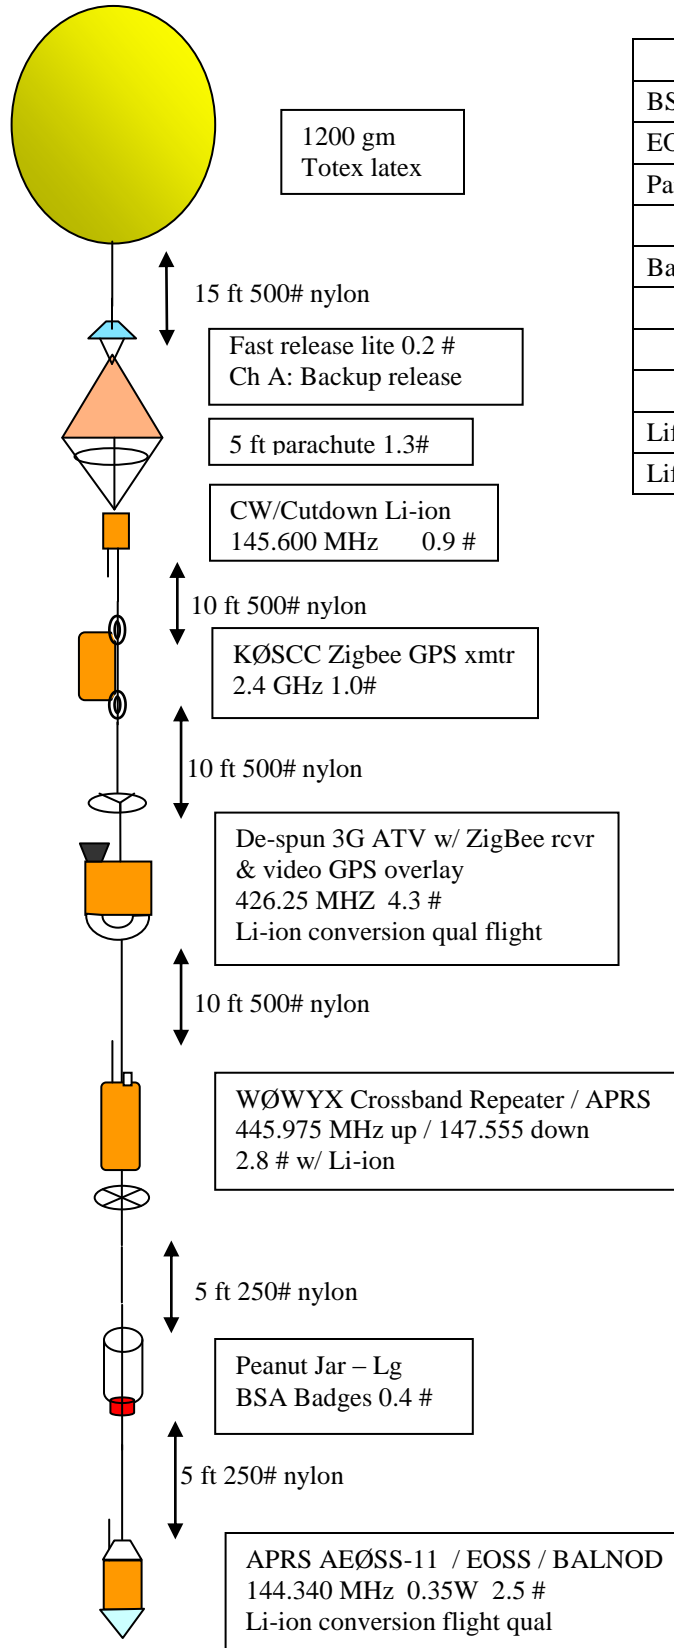 1200 gm
Totex latex
15 ft 500# nylon
Fast release lite 0.2 #
Ch A: Backup release
5 ft parachute 1.3#
CW/Cutdown Li-ion
145.600 MHz 0.9 #
10 ft 500# nylon
KØSCC Zigbee GPS xmtr
2.4 GHz 1.0#
10 ft 500# nylon
De-spun 3G ATV w/ ZigBee rcvr
& video GPS overlay
426.25 MHZ 4.3 #
Li-ion conversion qual flight
10 ft 500# nylon
WØWYX Crossband Repeater / APRS
445.975 MHz up / 147.555 down
2.8 # w/ Li-ion
5 ft 250# nylon
Peanut Jar – Lg
BSA Badges 0.4 #
5 ft 250# nylon
APRS AEØSS-11 / EOSS / BALNOD
144.340 MHz 0.35W 2.5 #
Li-ion conversion flight qual